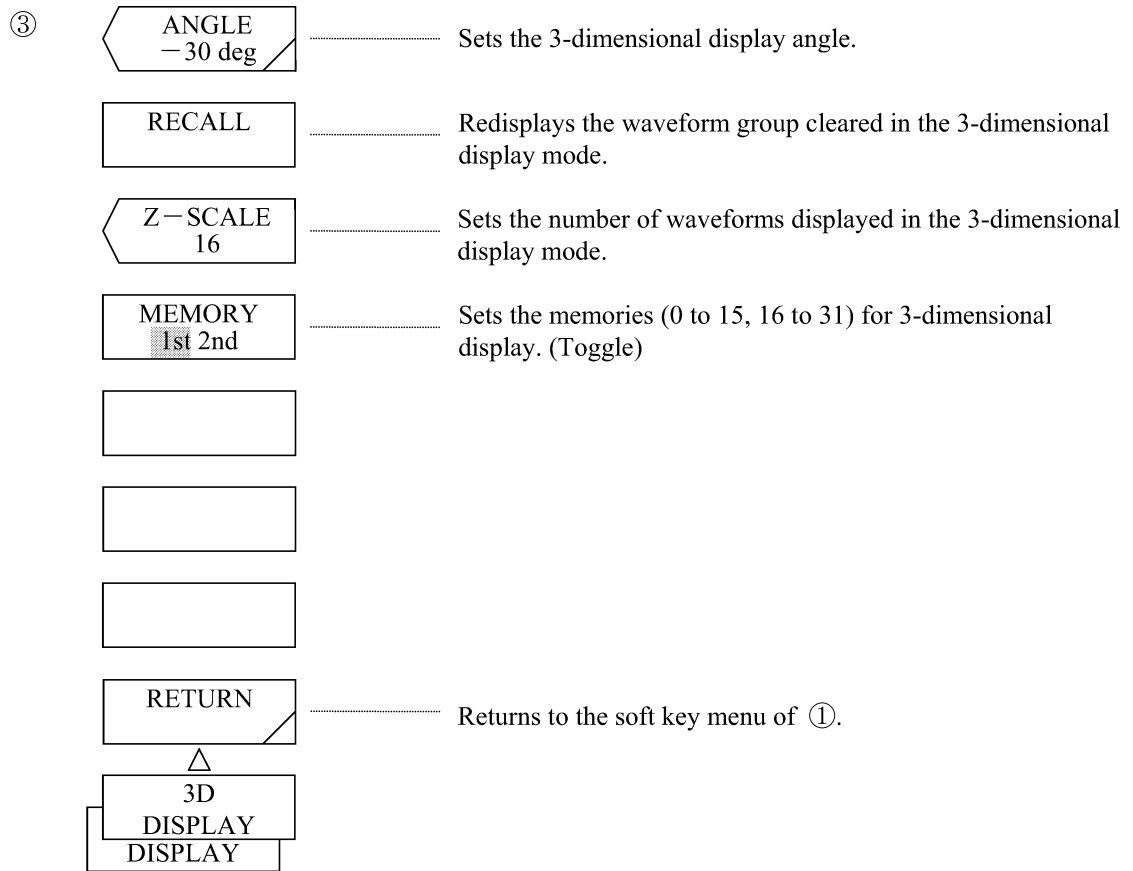 ③
ANGLE
－30 deg
Sets the 3-dimensional display angle.
RECALL
Redisplays the waveform group cleared in the 3-dimensional
display mode.
Z－SCALE
16
Sets the number of waveforms displayed in the 3-dimensional
display mode.
MEMORY
1st 2nd
Sets the memories (0 to 15, 16 to 31) for 3-dimensional
display. (Toggle)
RETURN
Returns to the soft key menu of ①.
3D
DISPLAY
DISPLAY